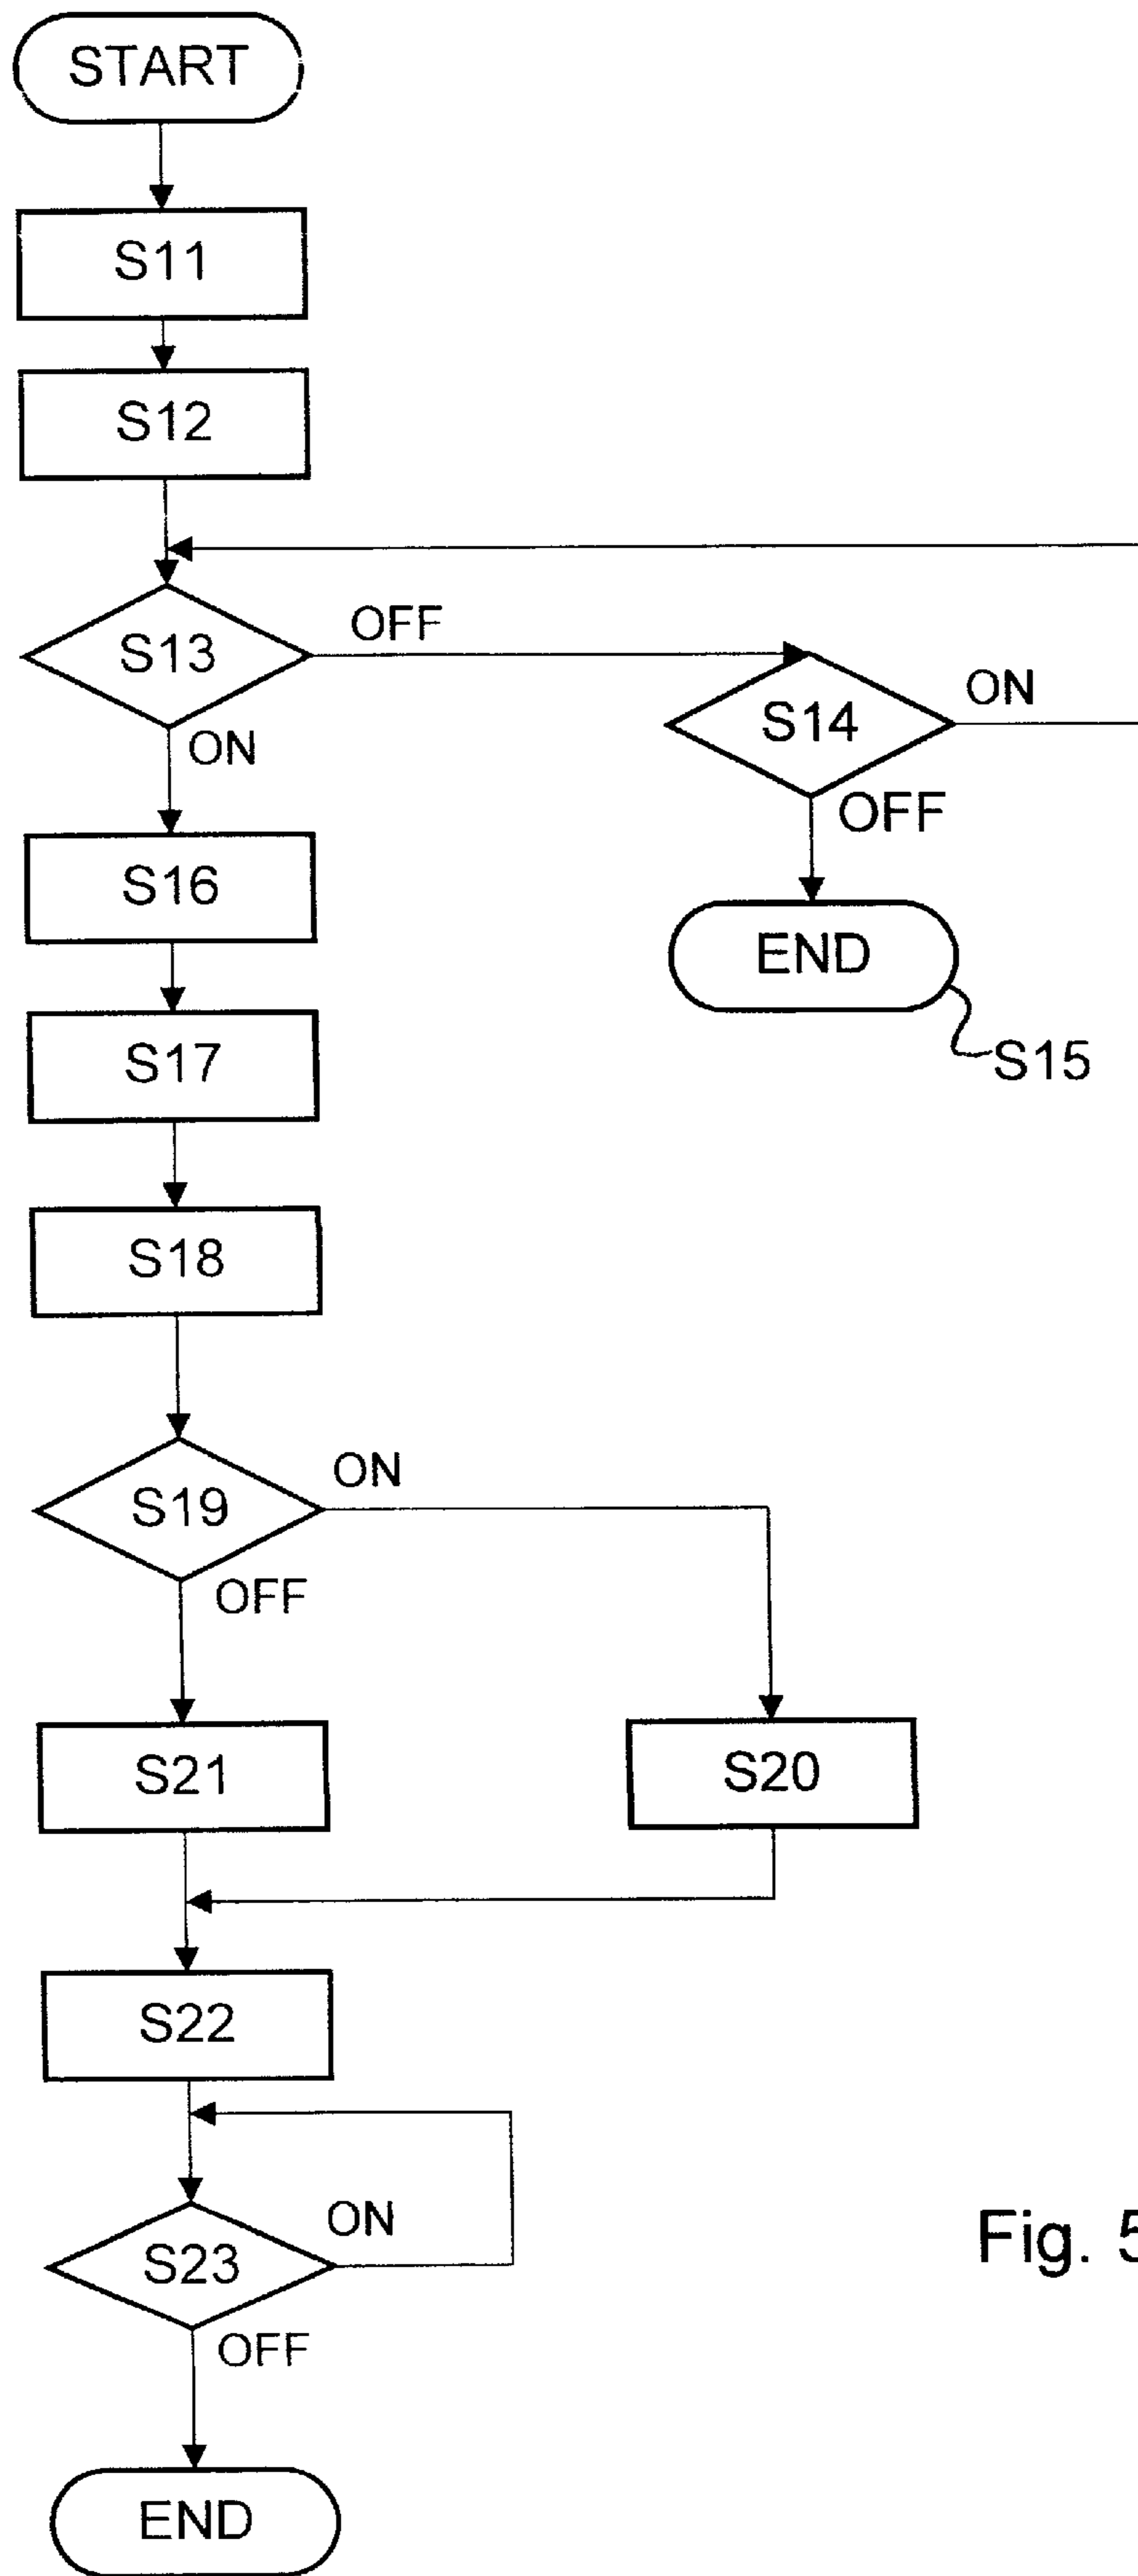 START
S11
S12
S13
OFF
ON
S14
ON
OFF
END
S15
S16
S17
S18
S19
ON
OFF
S21
S20
S22
S23
ON
OFF
END
Fig. 5